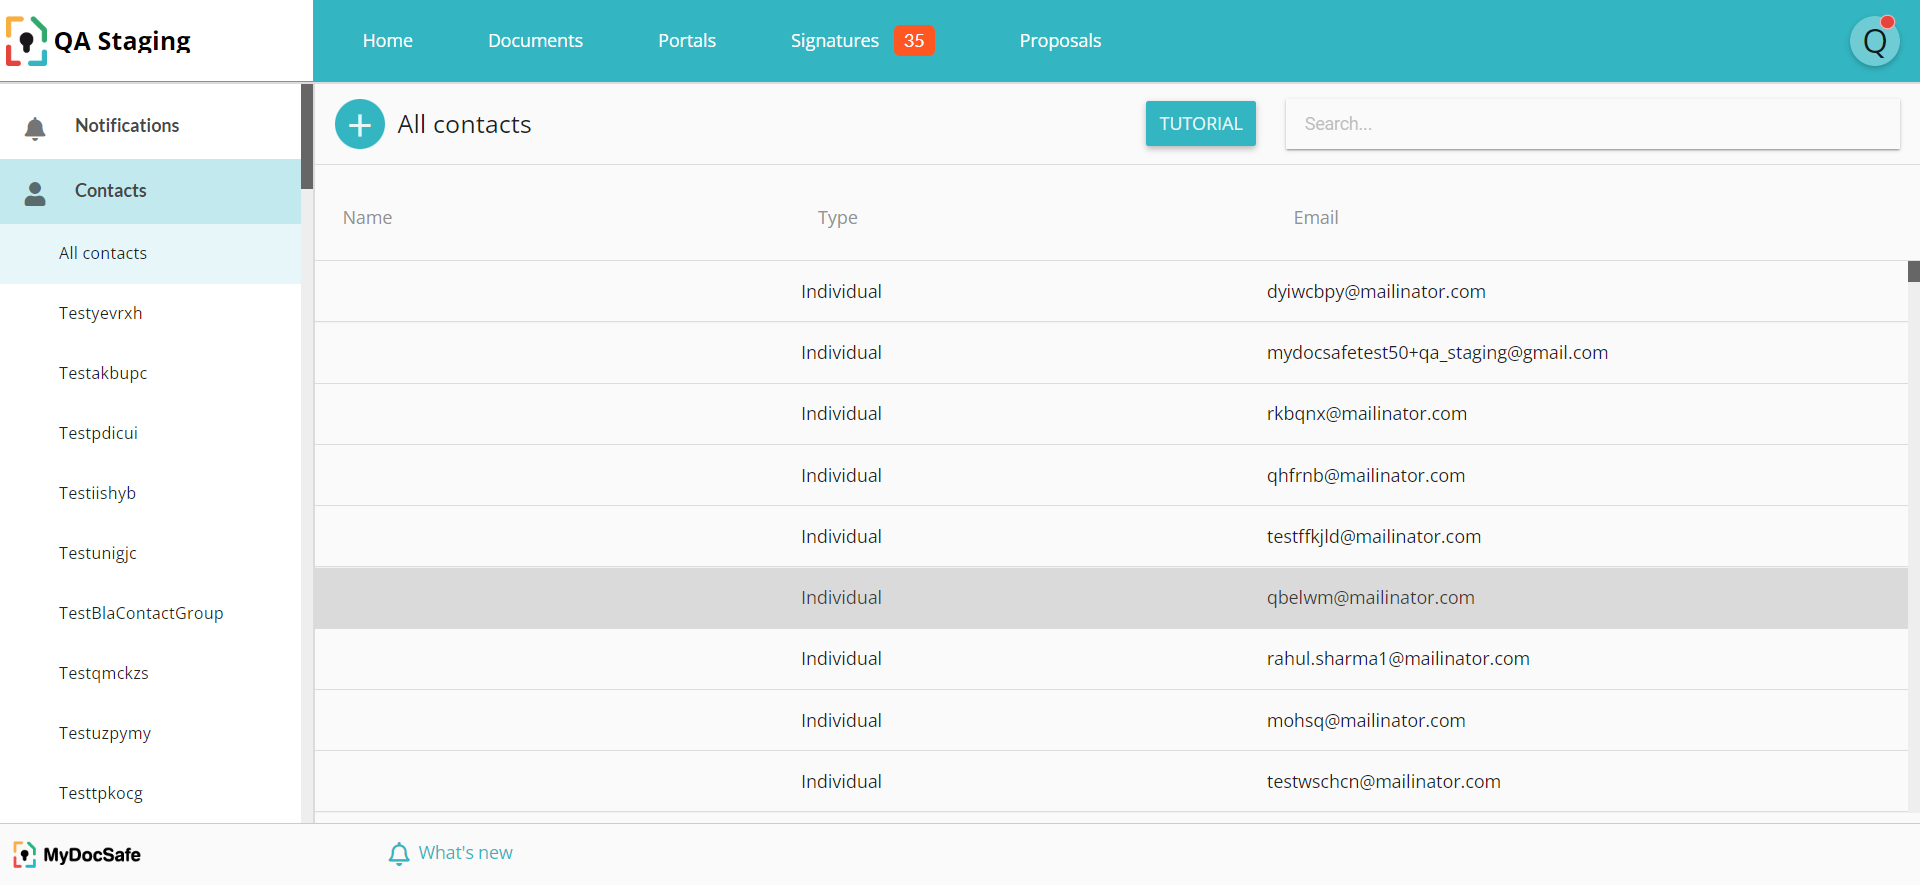 QA Staging
Home Documents Portals Signatures 35 Proposals
Q
Notifications
Contacts
All contacts
Testyevrxh
Testakbupc
Testpdicui
Testiishyb
Testunigjc
TestBlaContactGroup
Testqmckzs
Testuzpymy
Testtpkocg
+ All contacts
TUTORIAL
Search...
Name Type Email
Individual dyiwcbpy@mailinator.com
Individual mydocsafetest50+qa_staging@gmail.com
Individual rkbqnx@mailinator.com
Individual qhfrnb@mailinator.com
Individual testffkjld@mailinator.com
Individual qbelwm@mailinator.com
Individual rahul.sharma1@mailinator.com
Individual mohsq@mailinator.com
Individual testwschcn@mailinator.com
MyDocSafe
What's new